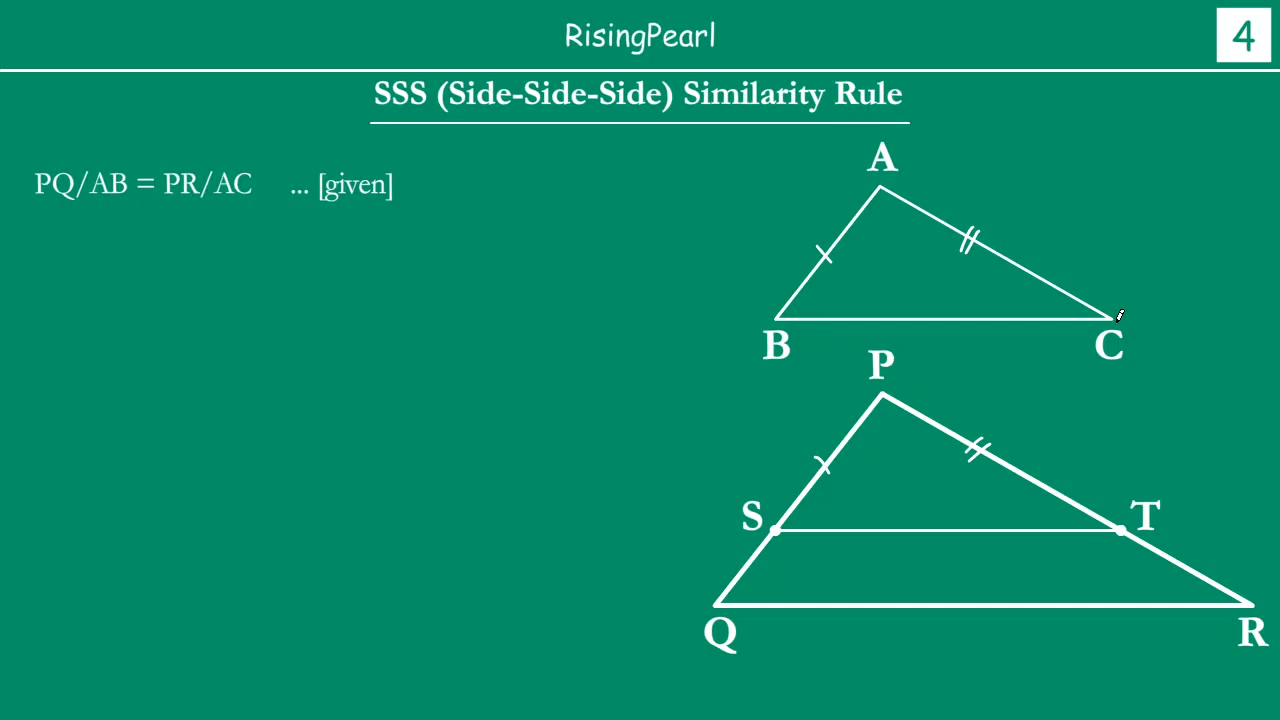 RisingPearl
4
SSS (Side-Side-Side) Similarity Rule
PQ/AB = PR/AC ... [given]
A
B
C
P
S
T
Q
R